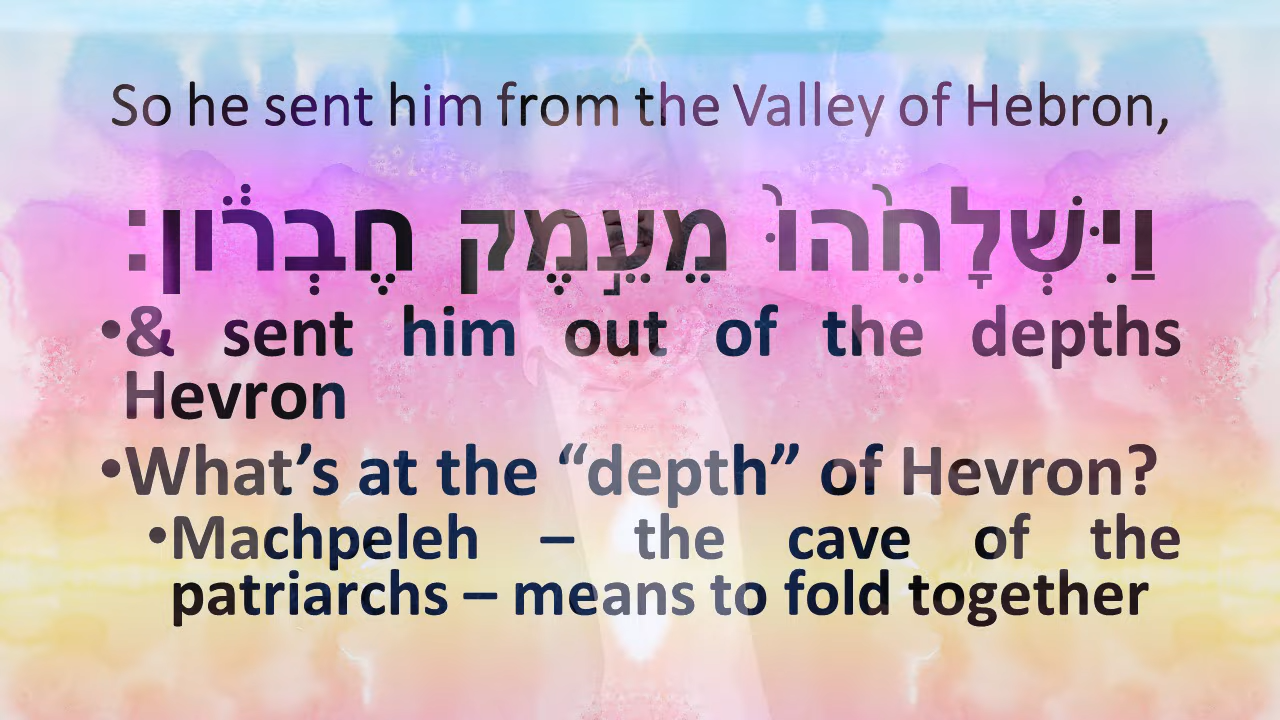 So he sent him from the Valley of Hebron,
וַיִּשְׁלָחֵ֙הוּ֙ מֵעֵ֣מֶק חֶבְר֔וֹן׃
•& sent him out of the depths
Hevron
•What’s at the “depth” of Hevron?
•Machpeleh – the cave of the
patriarchs – means to fold together